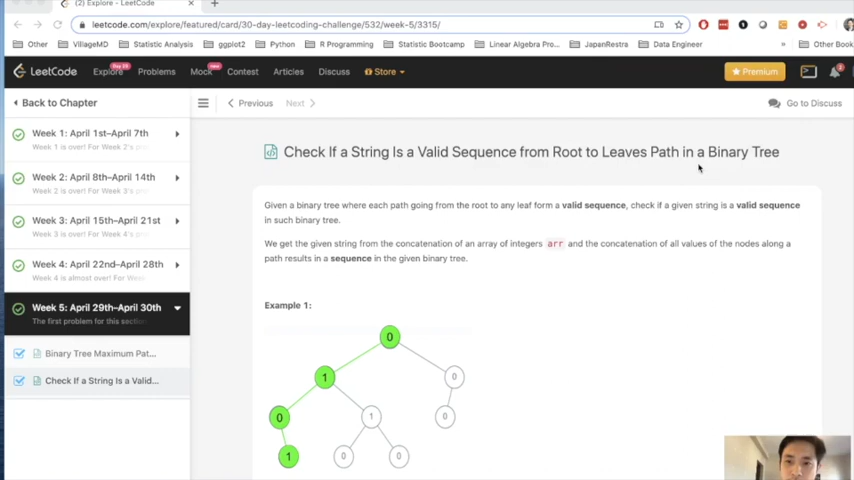 (2) Explore - LeetCode
leetcode.com/explore/featured/card/30-day-leetcoding-challenge/532/week-5/3315/
Other VillageMD Statistic Analysis ggplot2 Python R Programming Statistic Bootcamp Linear Algebra Pro... JapanRestra Data Engineer » Other Book
LeetCode Explore Day 30 Problems Mock new Contest Articles Discuss Store Premium 2
Back to Chapter
Previous Next Go to Discuss
Week 1: April 1st–April 7th
Week 1 is over! For Week 2's pr
Week 2: April 8th–April 14th
Week 2 is over! For Week 3's pr
Week 3: April 15th–April 21st
Week 3 is over! For Week 4's pr
Week 4: April 22nd–April 28th
Week 4 is almost over! For Wee
Week 5: April 29th–April 30th
The first problem for this section
Binary Tree Maximum Pat...
Check If a String Is a Valid...
Check If a String Is a Valid Sequence from Root to Leaves Path in a Binary Tree
Given a binary tree where each path going from the root to any leaf form a valid sequence, check if a given string is a valid sequence
in such binary tree.
We get the given string from the concatenation of an array of integers arr and the concatenation of all values of the nodes along a
path results in a sequence in the given binary tree.
Example 1:
0
1 0
0 1 0
1 0 0